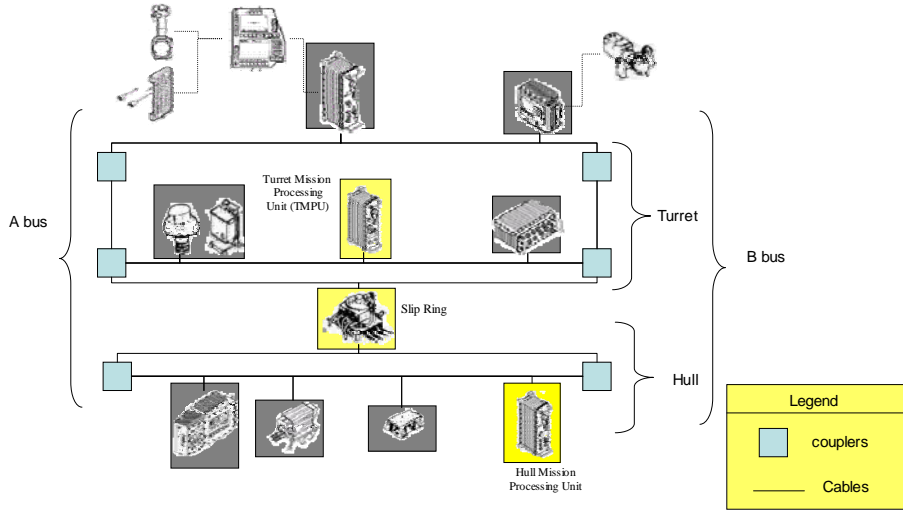 Turret Mission
Processing
Unit (TMPU)
A bus
Turret
B bus
Slip Ring
Hull
Legend
couplers
Cables
Hull Mission
Processing Unit